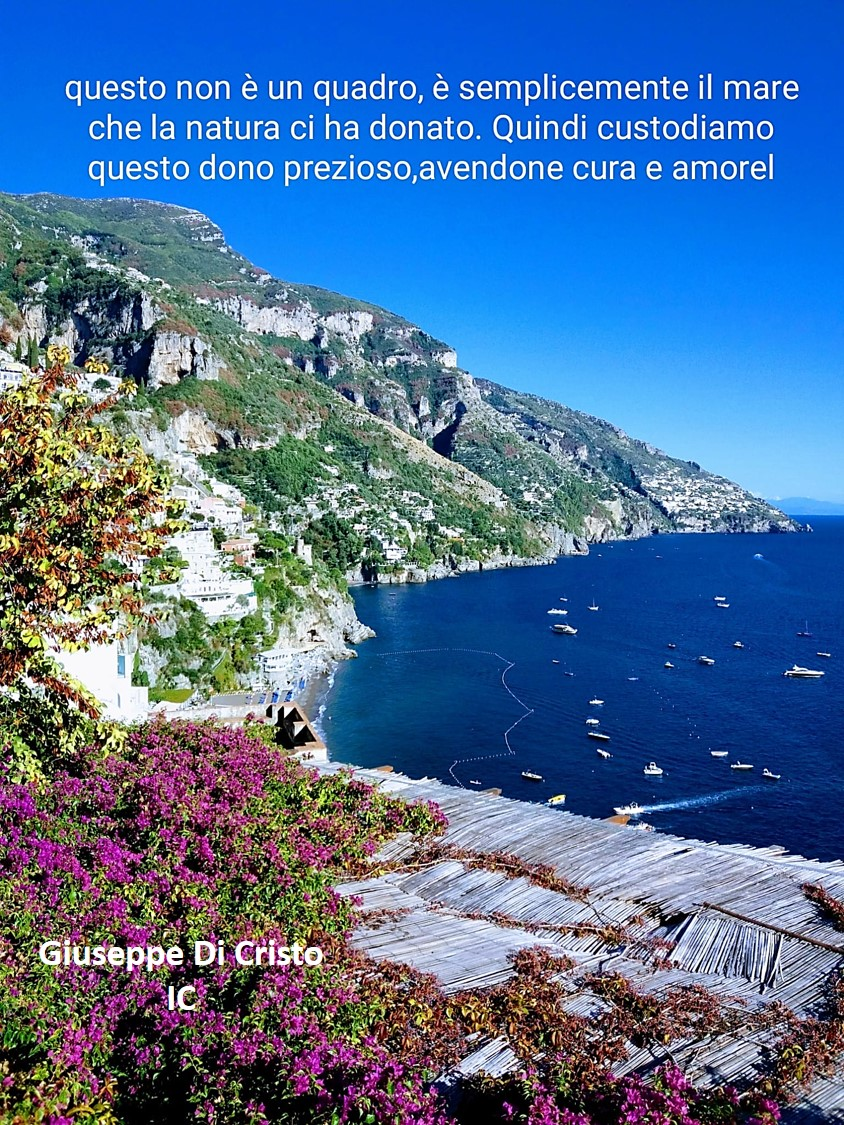 questo non è un quadro, è semplicemente il mare
che la natura ci ha donato. Quindi custodiamo
questo dono prezioso,avendone cura e amorel
Giuseppe Di Cristo
IC